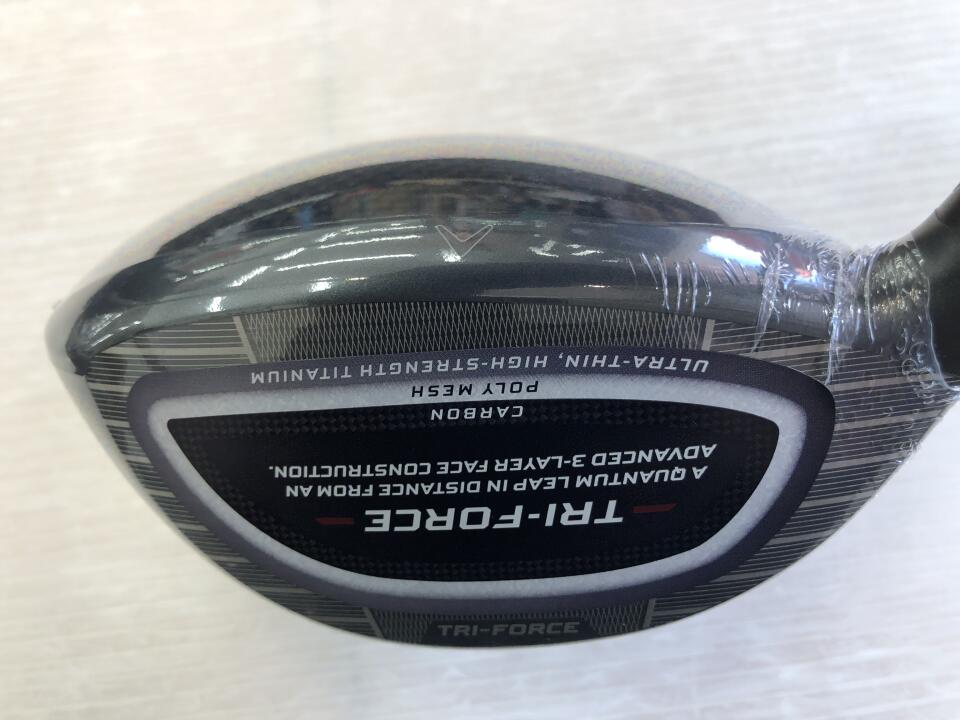 TRI-FORCE
A QUANTUM LEAP IN DISTANCE FROM AN
ADVANCED 3-LAYER FACE CONSTRUCTION.
CARBON
POLY MESH
ULTRA-THIN, HIGH-STRENGTH TITANIUM
TRI-FORCE